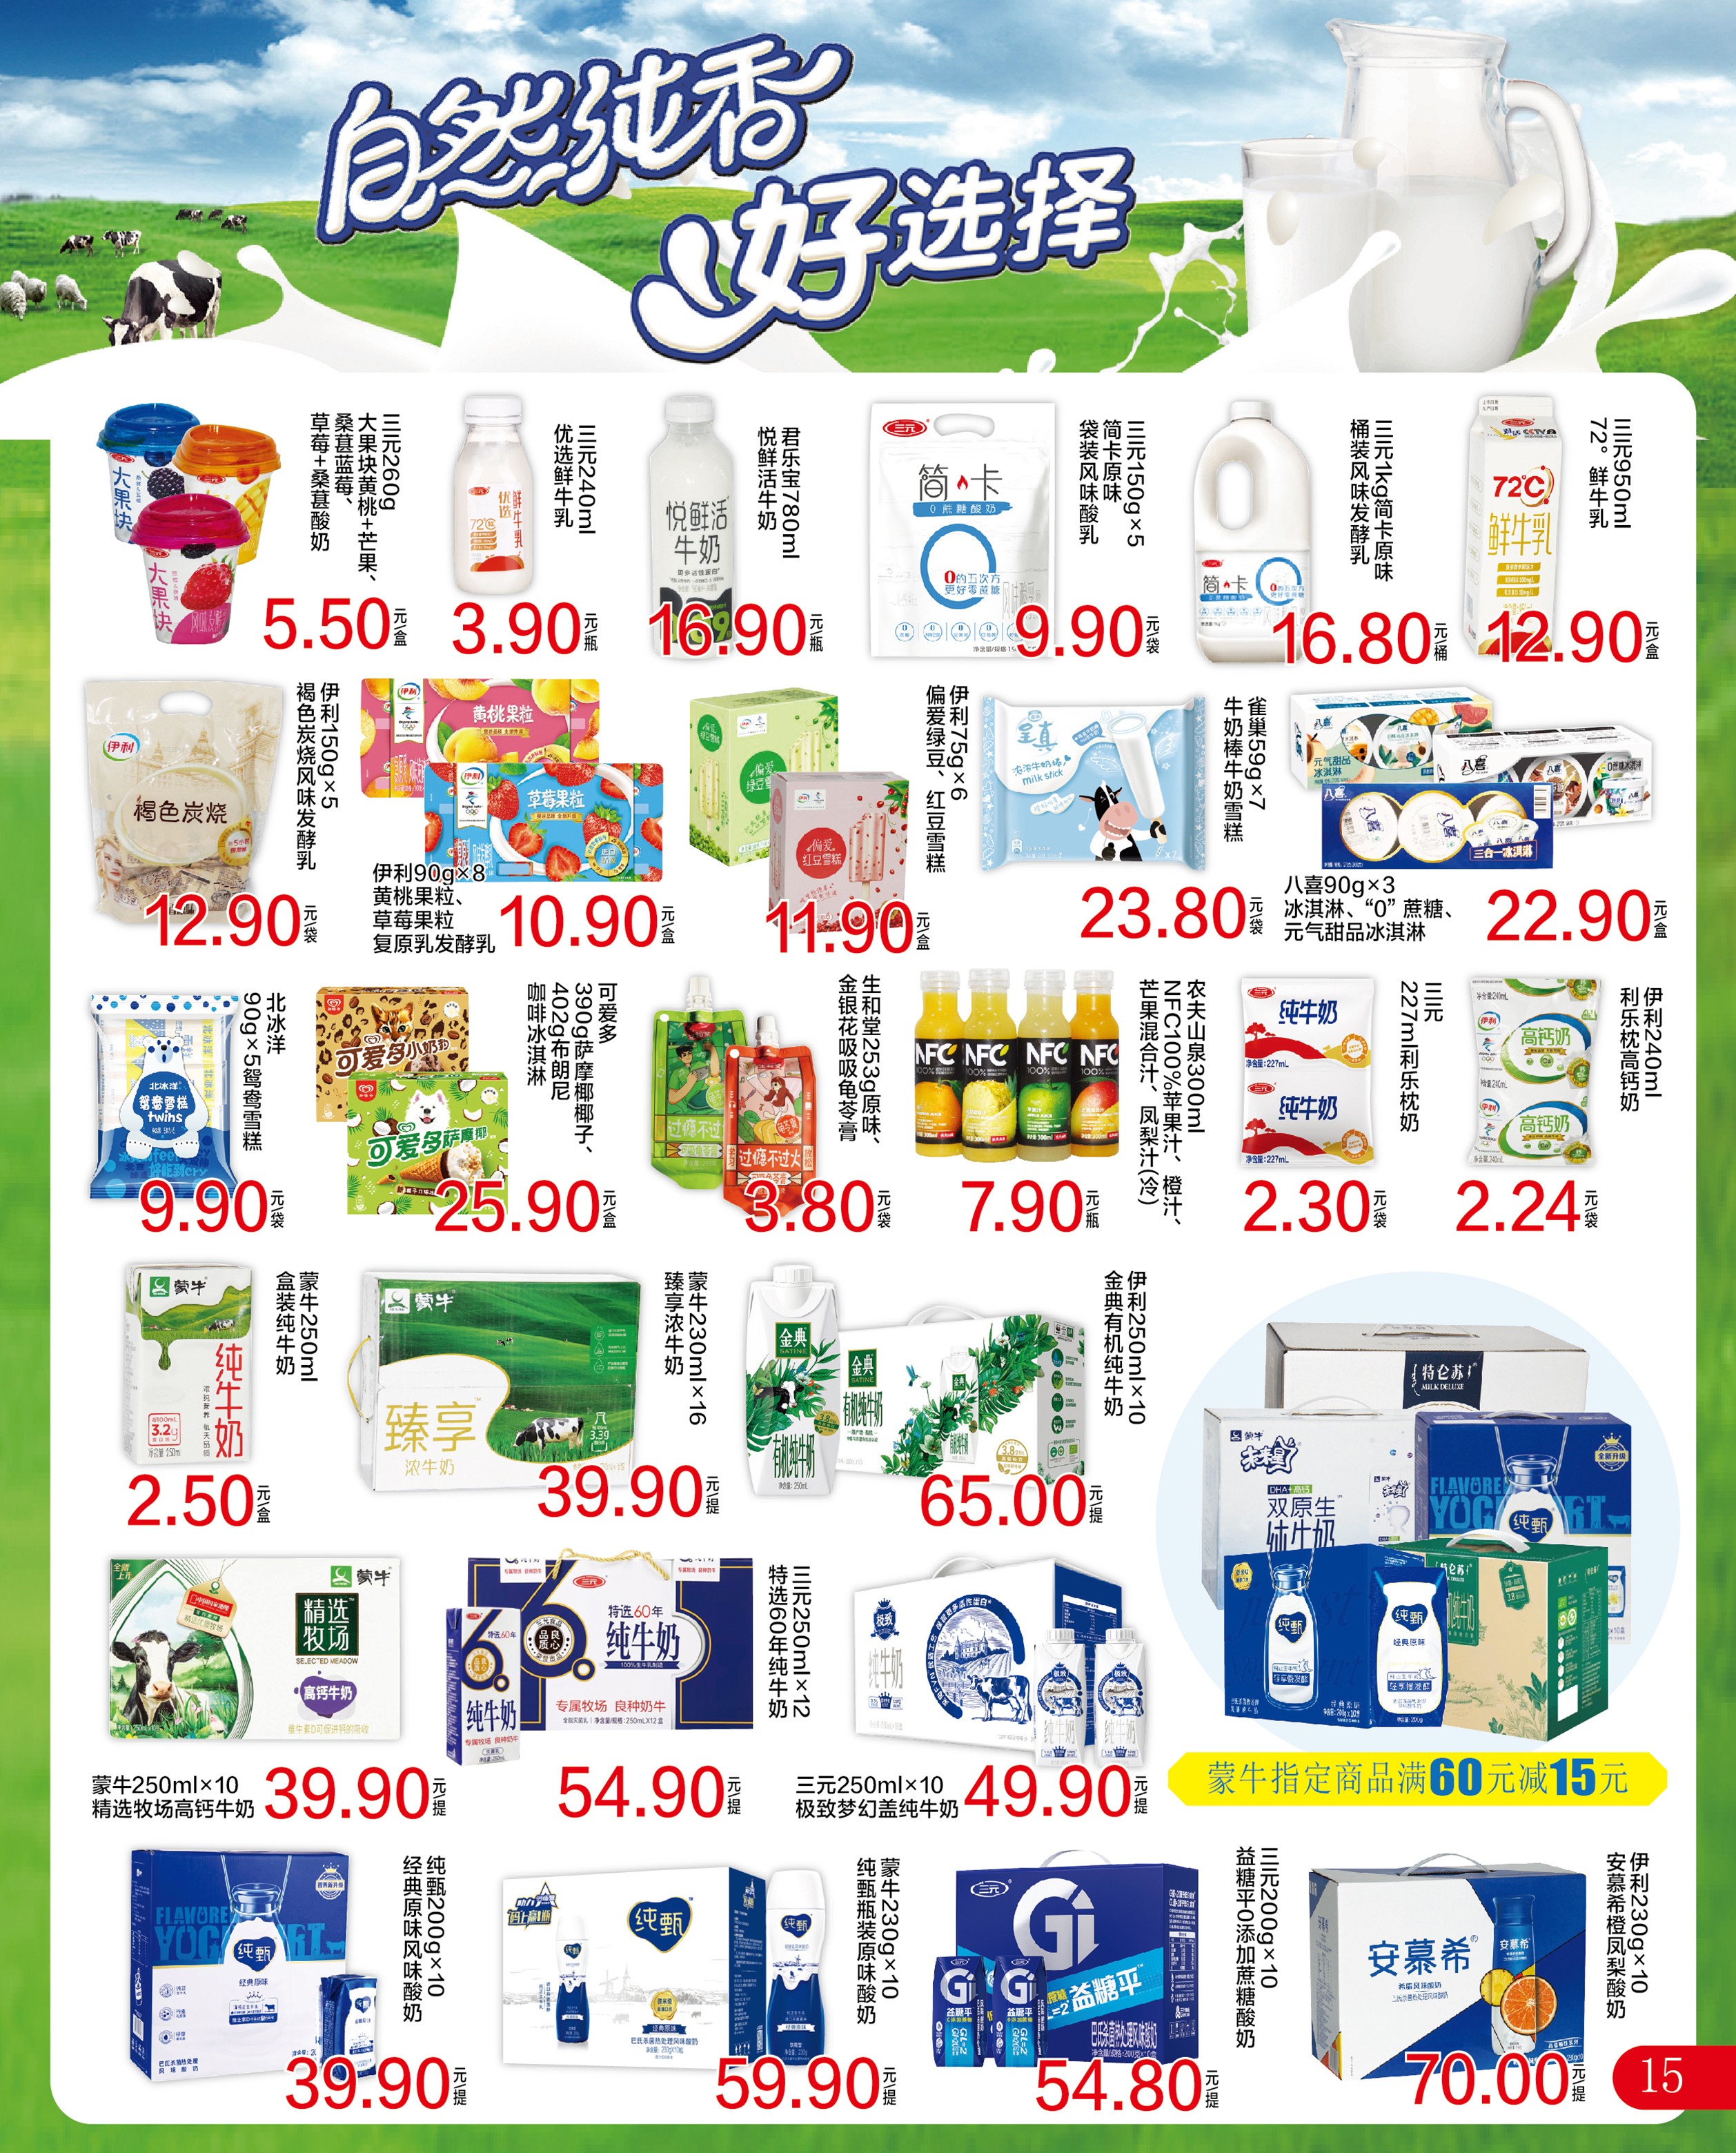 自然纯香
好选择
三元260g
大果块黄桃+芒果、
桑葚蓝莓、
草莓+桑葚酸奶
5.50元/盒
三元240ml
优选鲜牛乳
3.90元/瓶
君乐宝780ml
悦鲜活牛奶
16.90元/瓶
三元150g×5
简卡原味
袋装风味酸乳
9.90元/袋
三元1kg简卡原味
桶装风味发酵乳
16.80元/桶
三元950ml
72°鲜牛乳
12.90元/盒
伊利150g×5
褐色炭烧风味发酵乳
12.90元/袋
伊利90g×8
黄桃果粒、
草莓果粒
复原乳发酵乳
10.90元/盒
伊利75g×6
偏爱绿豆、红豆雪糕
11.90元/盒
雀巢59g×7
牛奶棒牛奶雪糕
23.80元/袋
八喜90g×3
冰淇淋、“0”蔗糖、
元气甜品冰淇淋
22.90元/盒
北冰洋
90g×5鸳鸯雪糕
9.90元/袋
可爱多
390g萨摩椰椰子、
402g布朗尼
咖啡冰淇淋
25.90元/盒
生和堂253g原味、
金银花吸吸龟苓膏
3.80元/袋
农夫山泉300ml
NFC100%苹果汁、橙汁、
芒果混合汁、凤梨汁(冷)
7.90元/瓶
三元
227ml利乐枕奶
2.30元/袋
伊利240ml
利乐枕高钙奶
2.24元/袋
蒙牛250ml
盒装纯牛奶
2.50元/盒
蒙牛230ml×16
臻享浓牛奶
39.90元/提
伊利250ml×10
金典有机纯牛奶
65.00元/提
蒙牛250ml×10
精选牧场高钙牛奶
39.90元/提
三元250ml×12
特选60年纯牛奶
54.90元/提
三元250ml×10
极致梦幻盖纯牛奶
49.90元/提
蒙牛指定商品满60元减15元
纯甄200g×10
经典原味风味酸奶
39.90元/提
蒙牛230g×10
纯甄瓶装原味酸奶
59.90元/提
三元200g×10
益糖平0添加蔗糖酸奶
54.80元/提
伊利230g×10
安慕希橙凤梨酸奶
70.00元/提
15